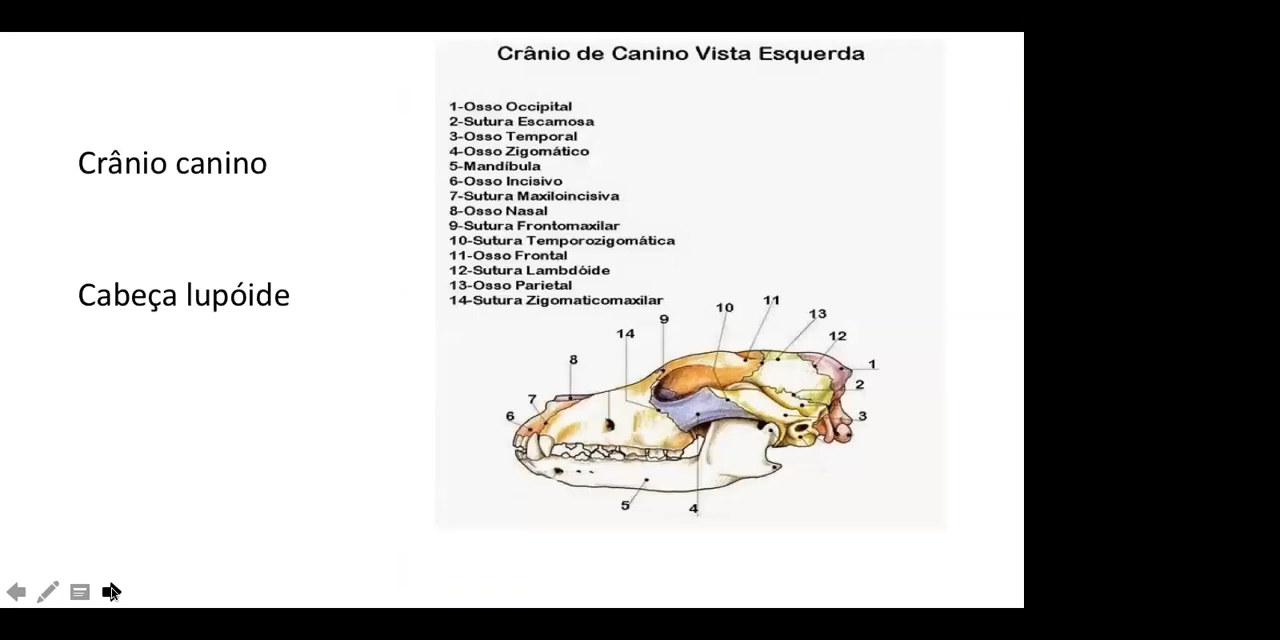 Crânio de Canino Vista Esquerda
Crânio canino
Cabeça lupóide
1-Osso Occipital
2-Sutura Escamosa
3-Osso Temporal
4-Osso Zigomático
5-Mandíbula
6-Osso Incisivo
7-Sutura Maxiloincisiva
8-Osso Nasal
9-Sutura Frontomaxilar
10-Sutura Temporozigomática
11-Osso Frontal
12-Sutura Lambdóide
13-Osso Parietal
14-Sutura Zigomaticomaxilar
10
11
13
9
14
12
8
1
2
7
6
3
5
4